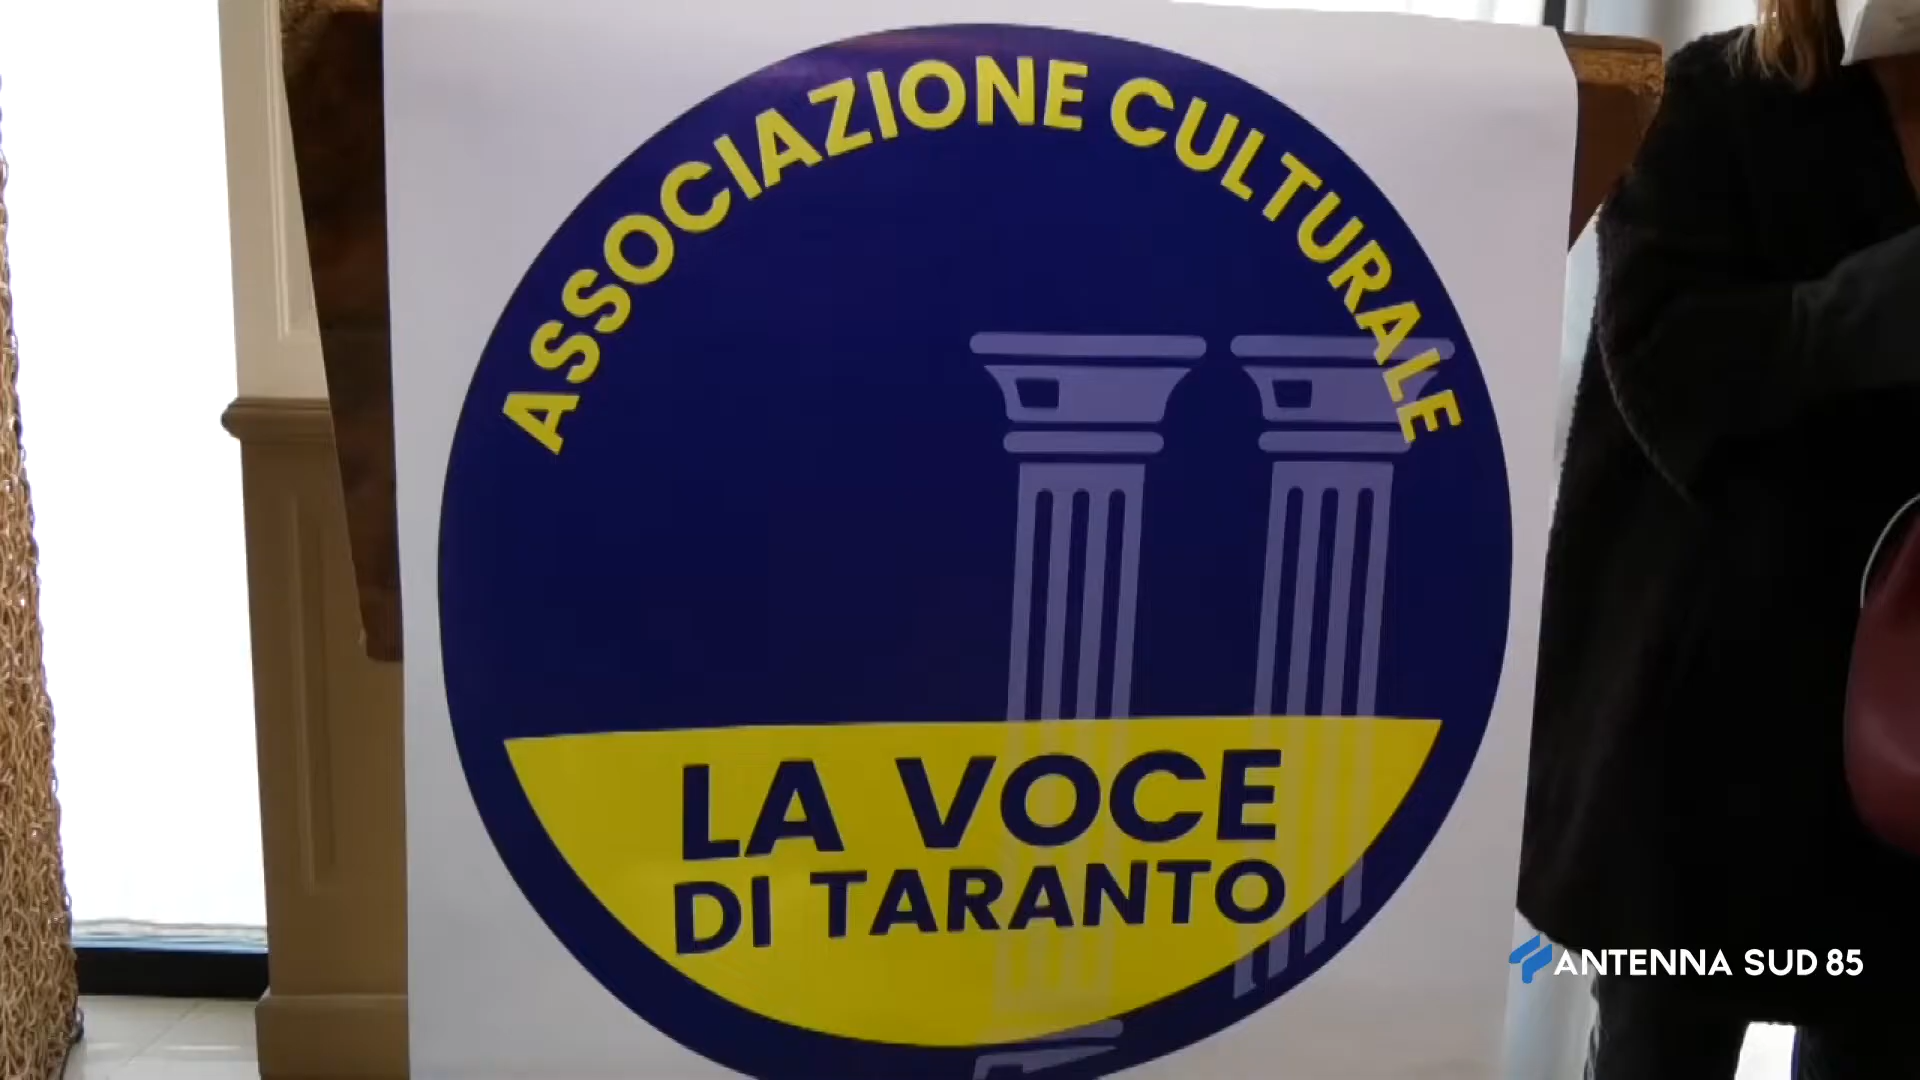 ASSOCIAZIONE CULTURALE
LA VOCE
DI TARANTO
ANTENNA SUD 85